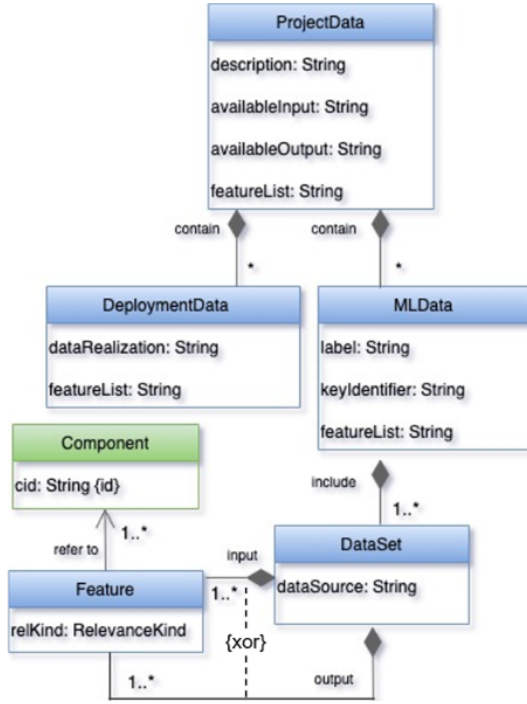 ProjectData
description: String
availableInput: String
availableOutput: String
featureList: String
contain
contain
*
*
DeploymentData
dataRealization: String
featureList: String
MLData
label: String
keyIdentifier: String
featureList: String
Component
cid: String {id}
include
1..*
refer to
1..*
input
1..*
DataSet
dataSource: String
Feature
relKind: RelevanceKind
{xor}
1..*
output